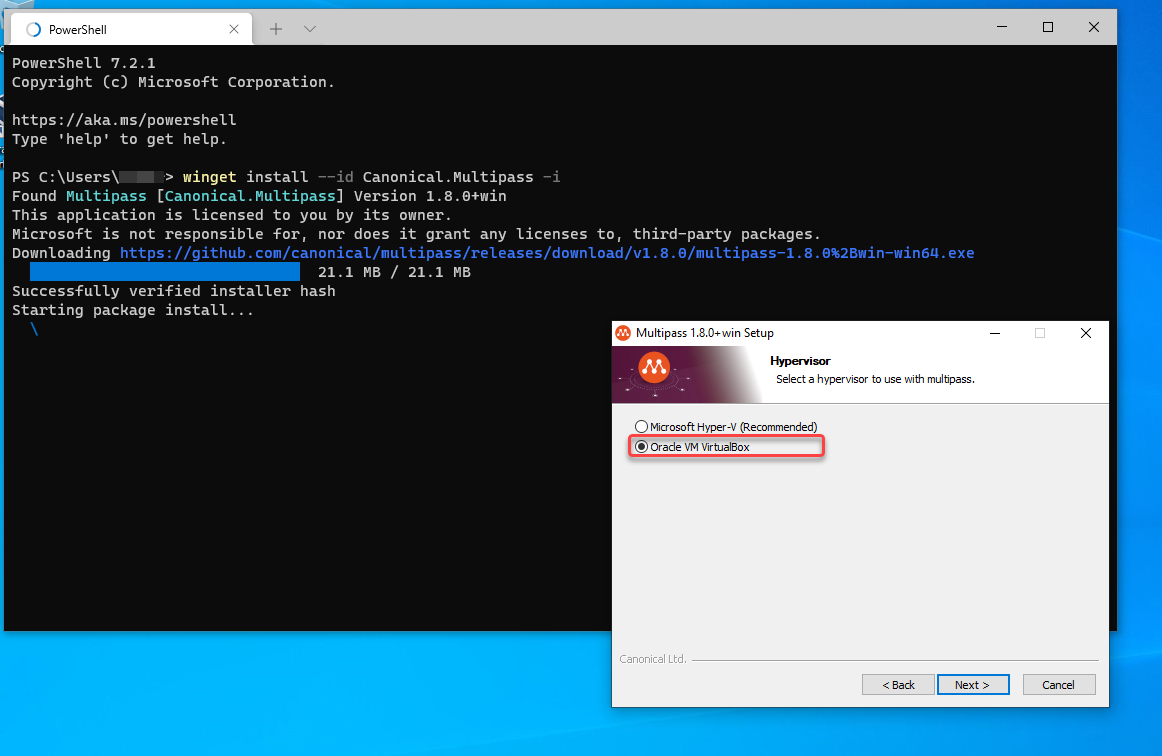 PowerShell
PowerShell 7.2.1
Copyright (c) Microsoft Corporation.
https://aka.ms/powershell
Type 'help' to get help.
PS C:\Users\> winget install --id Canonical.Multipass -i
Found Multipass [Canonical.Multipass] Version 1.8.0+win
This application is licensed to you by its owner.
Microsoft is not responsible for, nor does it grant any licenses to, third-party packages.
Downloading https://github.com/canonical/multipass/releases/download/v1.8.0/multipass-1.8.0%2Bwin-win64.exe
21.1 MB / 21.1 MB
Successfully verified installer hash
Starting package install...
\
Multipass 1.8.0+win Setup
Hypervisor
Select a hypervisor to use with multipass.
Microsoft Hyper-V (Recommended)
Oracle VM VirtualBox
Canonical Ltd.
< Back Next > Cancel